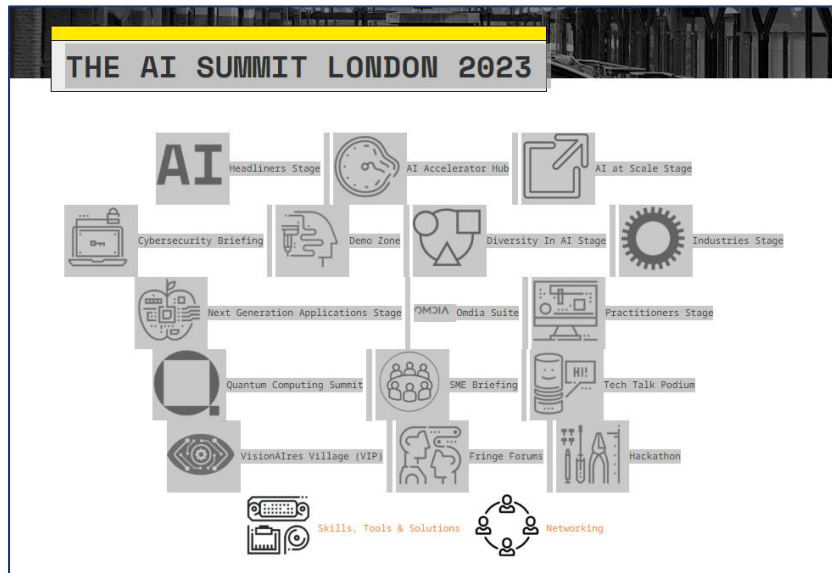 THE AI SUMMIT LONDON 2023
AI Headliners Stage AI Accelerator Hub AI at Scale Stage
Cybersecurity Briefing Demo Zone Diversity In AI Stage Industries Stage
Next Generation Applications Stage OMDIA Omdia Suite Practitioners Stage
Quantum Computing Summit SME Briefing HI! Tech Talk Podium
VisionAIres Village (VIP) Fringe Forums Hackathon
Skills, Tools & Solutions Networking